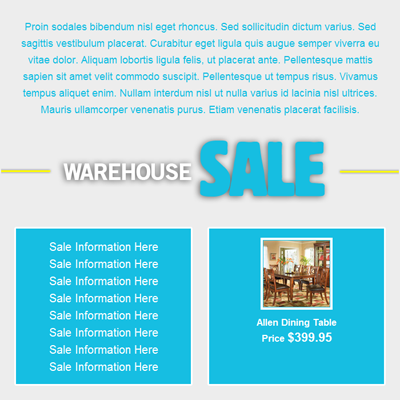 Proin sodales bibendum nisl eget rhoncus. Sed sollicitudin dictum varius. Sed
sagittis vestibulum placerat. Curabitur eget ligula quis augue semper viverra eu
vitae dolor. Aliquam lobortis ligula felis, ut placerat ante. Pellentesque mattis
sapien sit amet velit commodo suscipit. Pellentesque ut tempus risus. Vivamus
tempus aliquet enim. Nullam interdum nisl ut nulla varius id lacinia nisl ultrices.
Mauris ullamcorper venenatis purus. Etiam venenatis placerat facilisis.
WAREHOUSE SALE
Sale Information Here
Sale Information Here
Sale Information Here
Sale Information Here
Sale Information Here
Sale Information Here
Sale Information Here
Sale Information Here
Allen Dining Table
Price $399.95